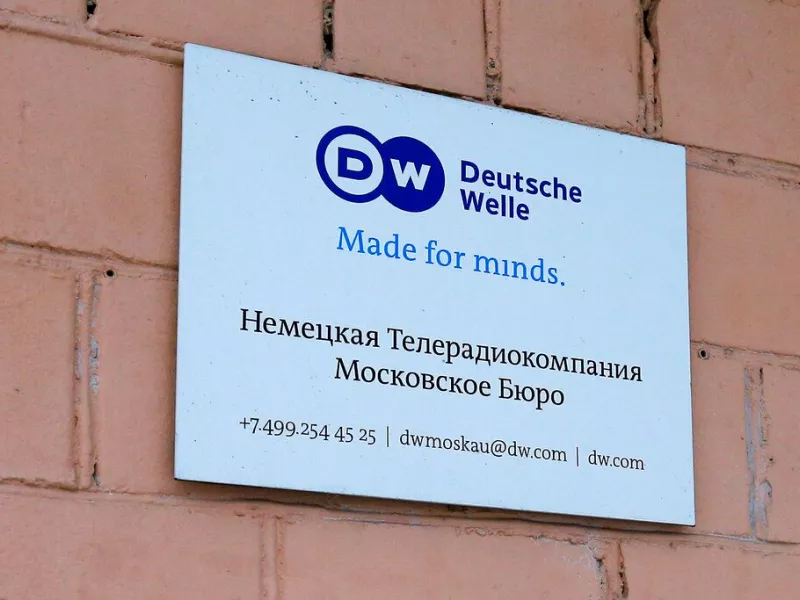 DW Deutsche
Welle
Made for minds.
Немецкая Телерадиокомпания
Московское Бюро
+7.499.254 45 25 | dwmoskau@dw.com | dw.com